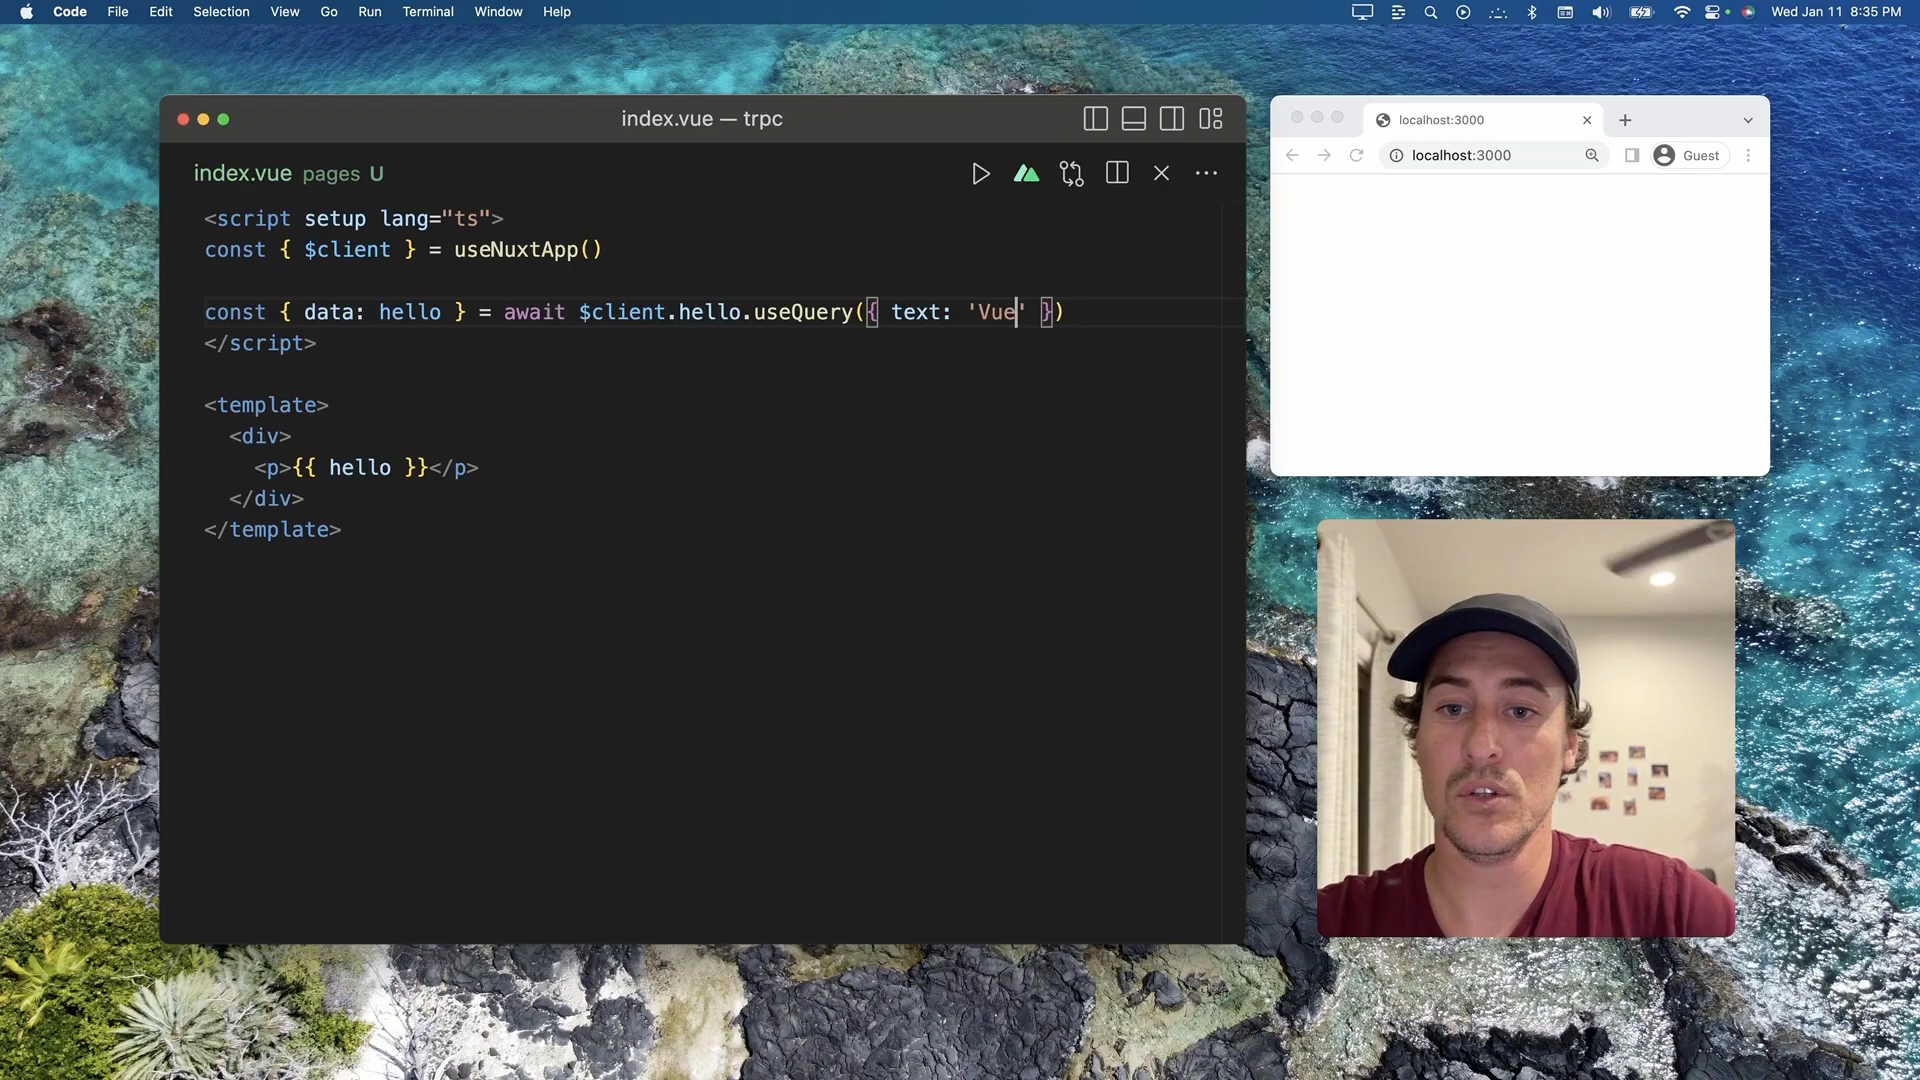 Code File Edit Selection View Go Run Terminal Window Help Wed Jan 11 8:35 PM
index.vue — trpc
index.vue pages U
<script setup lang="ts">
const { $client } = useNuxtApp()
const { data: hello } = await $client.hello.useQuery({ text: 'Vue' })
</script>
<template>
<div>
<p>{{ hello }}</p>
</div>
</template>
localhost:3000
localhost:3000
Guest